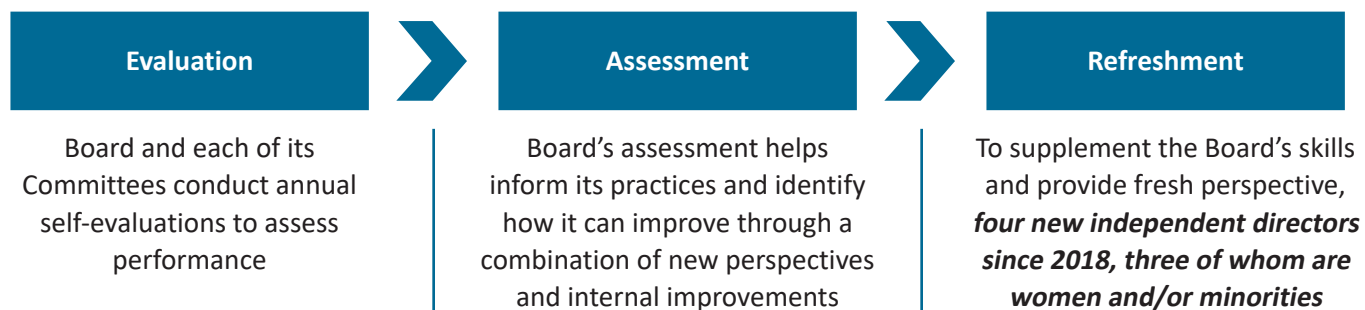 Evaluation
Board and each of its
Committees conduct annual
self-evaluations to assess
performance
Assessment
Board’s assessment helps
inform its practices and identify
how it can improve through a
combination of new perspectives
and internal improvements
Refreshment
To supplement the Board’s skills
and provide fresh perspective,
four new independent directors
since 2018, three of whom are
women and/or minorities